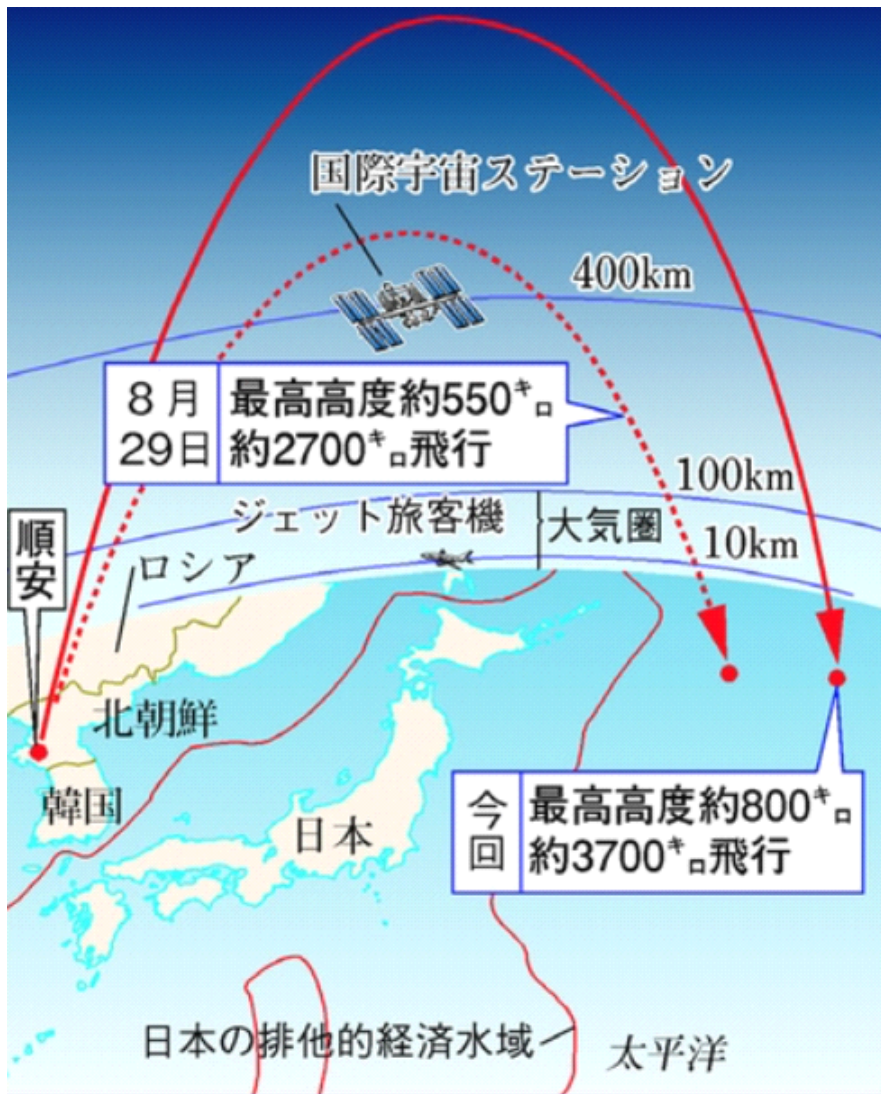 国際宇宙ステーション
400km
8月
29日
最高高度約550㌔
約2700㌔飛行
100km
ジェット旅客機
大気圏
10km
順安
ロシア
北朝鮮
韓国
日本
今回
最高高度約800㌔
約3700㌔飛行
日本の排他的経済水域
太平洋